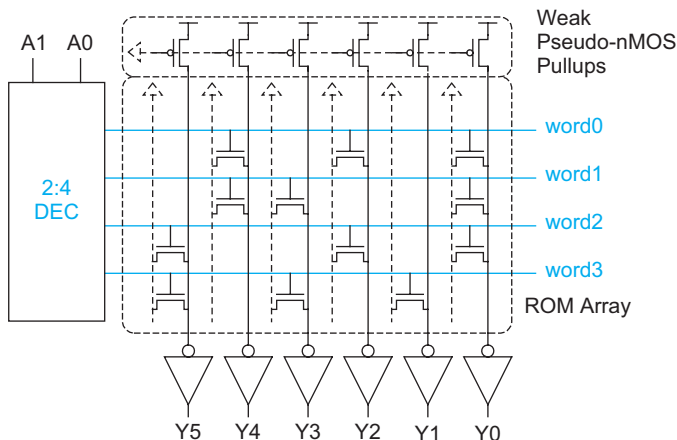 Weak
Pseudo-nMOS
Pullups
A1 A0
word0
word1
2:4
DEC
word2
word3
ROM Array
Y5 Y4 Y3 Y2 Y1 Y0